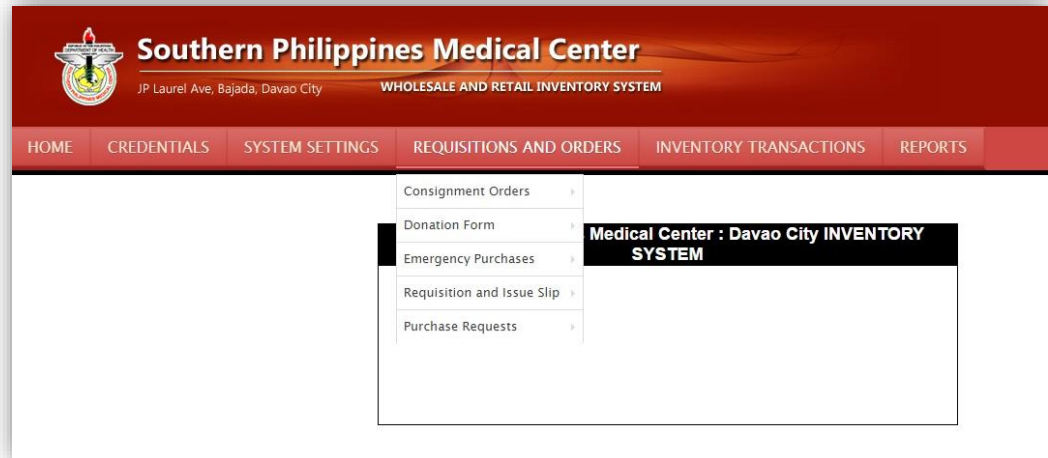 Southern Philippines Medical Center
JP Laurel Ave, Bajada, Davao City
WHOLESALE AND RETAIL INVENTORY SYSTEM
HOME CREDENTIALS SYSTEM SETTINGS REQUISITIONS AND ORDERS INVENTORY TRANSACTIONS REPORTS
Consignment Orders
Donation Form
Emergency Purchases
Requisition and Issue Slip
Purchase Requests
Medical Center : Davao City INVENTORY
SYSTEM